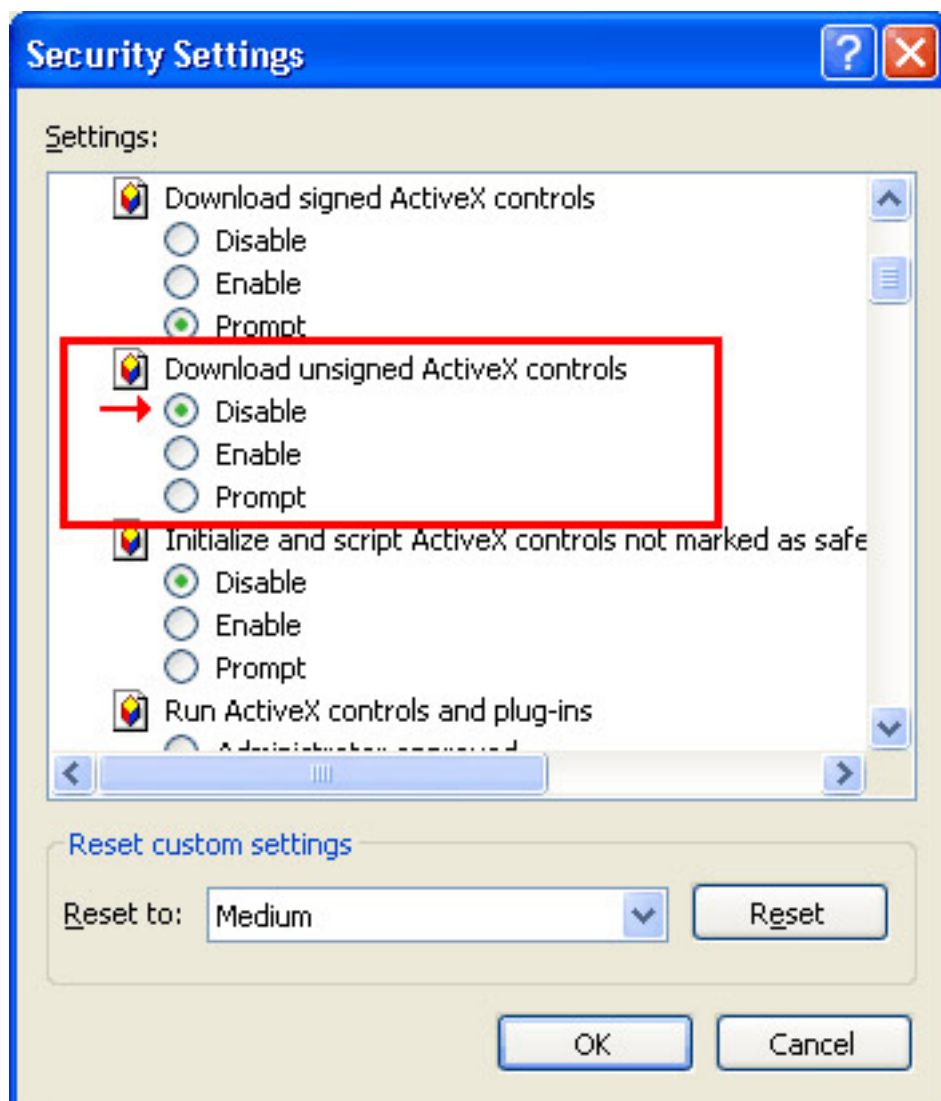 Security Settings
Settings:
Download signed ActiveX controls
Disable
Enable
Prompt
Download unsigned ActiveX controls
Disable
Enable
Prompt
Initialize and script ActiveX controls not marked as safe
Disable
Enable
Prompt
Run ActiveX controls and plug-ins
Administrator approved
Reset custom settings
Reset to: Medium Reset
OK Cancel